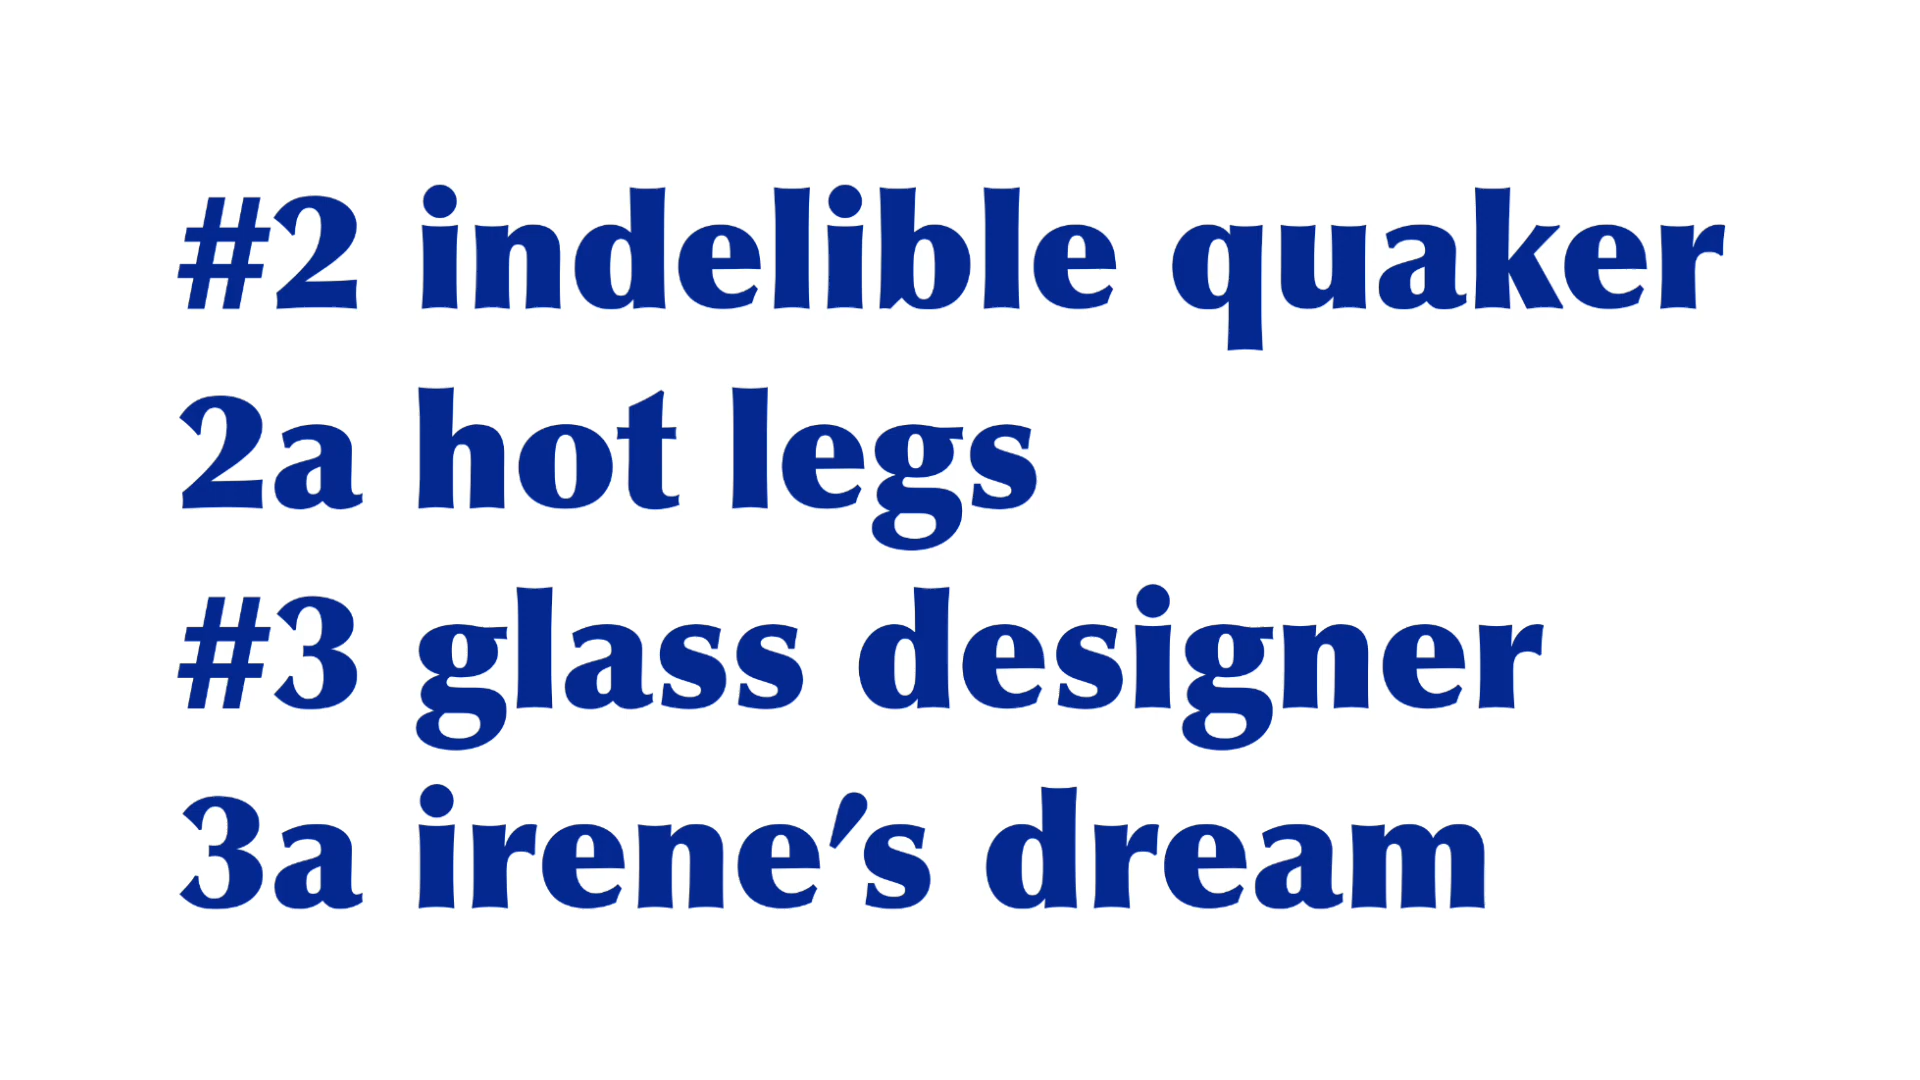 #2 indelible quaker
2a hot legs
#3 glass designer
3a irene’s dream